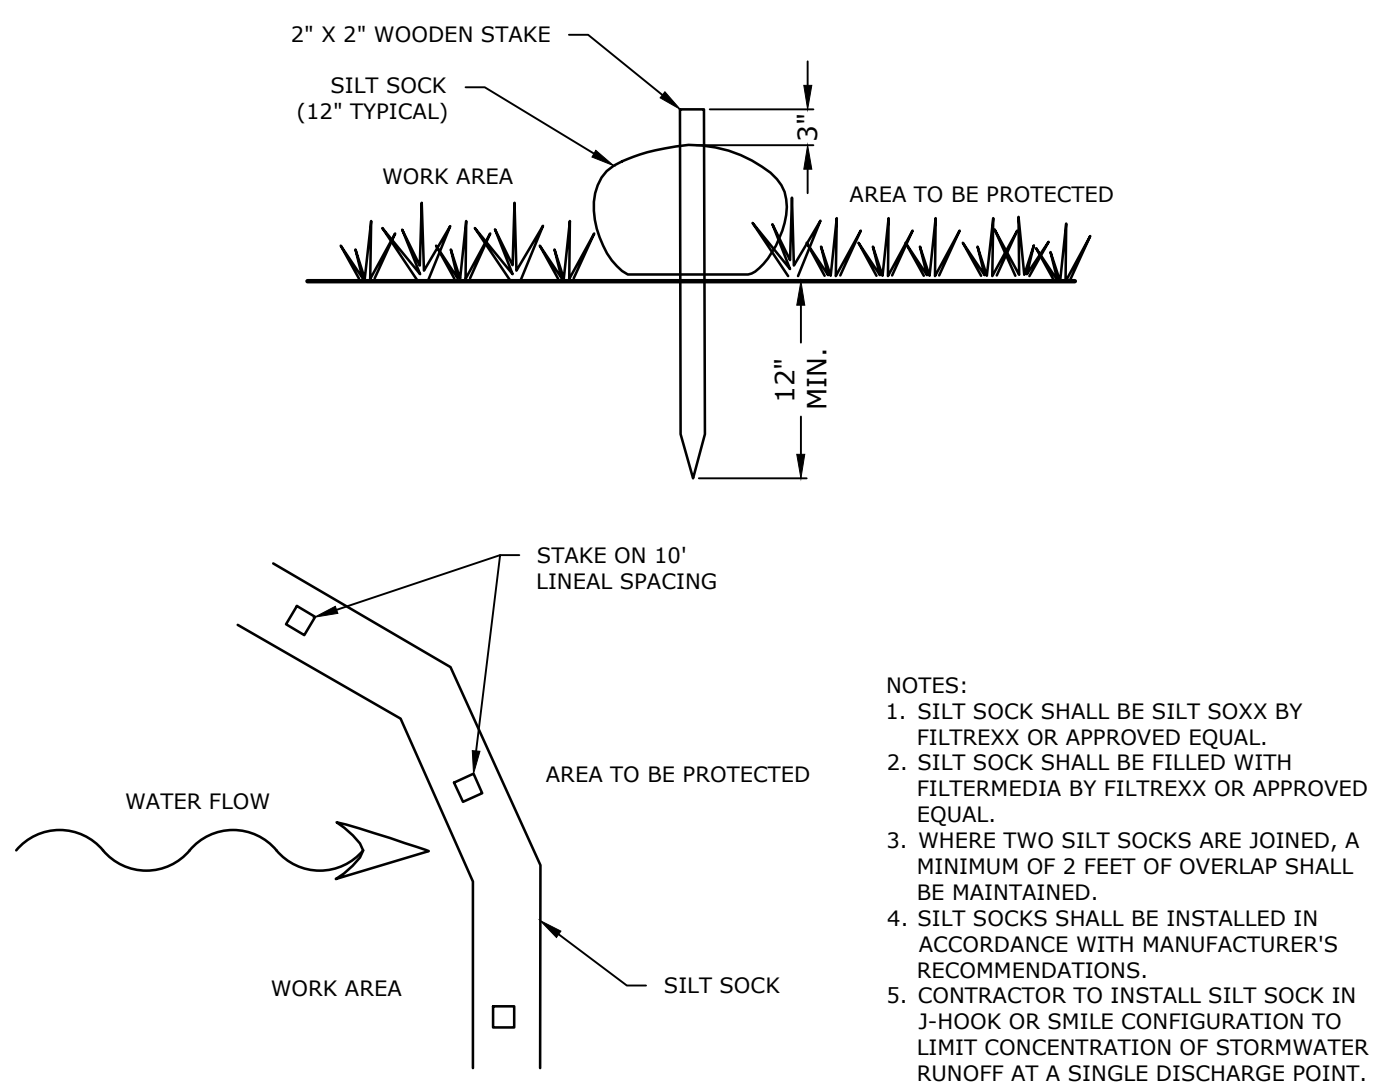 2" X 2" WOODEN STAKE
SILT SOCK
(12" TYPICAL)
3"
WORK AREA
AREA TO BE PROTECTED
12"
MIN.
STAKE ON 10'
LINEAL SPACING
AREA TO BE PROTECTED
WATER FLOW
WORK AREA
SILT SOCK
NOTES:
1. SILT SOCK SHALL BE SILT SOXX BY
FILTREXX OR APPROVED EQUAL.
2. SILT SOCK SHALL BE FILLED WITH
FILTERMEDIA BY FILTREXX OR APPROVED
EQUAL.
3. WHERE TWO SILT SOCKS ARE JOINED, A
MINIMUM OF 2 FEET OF OVERLAP SHALL
BE MAINTAINED.
4. SILT SOCKS SHALL BE INSTALLED IN
ACCORDANCE WITH MANUFACTURER'S
RECOMMENDATIONS.
5. CONTRACTOR TO INSTALL SILT SOCK IN
J-HOOK OR SMILE CONFIGURATION TO
LIMIT CONCENTRATION OF STORMWATER
RUNOFF AT A SINGLE DISCHARGE POINT.